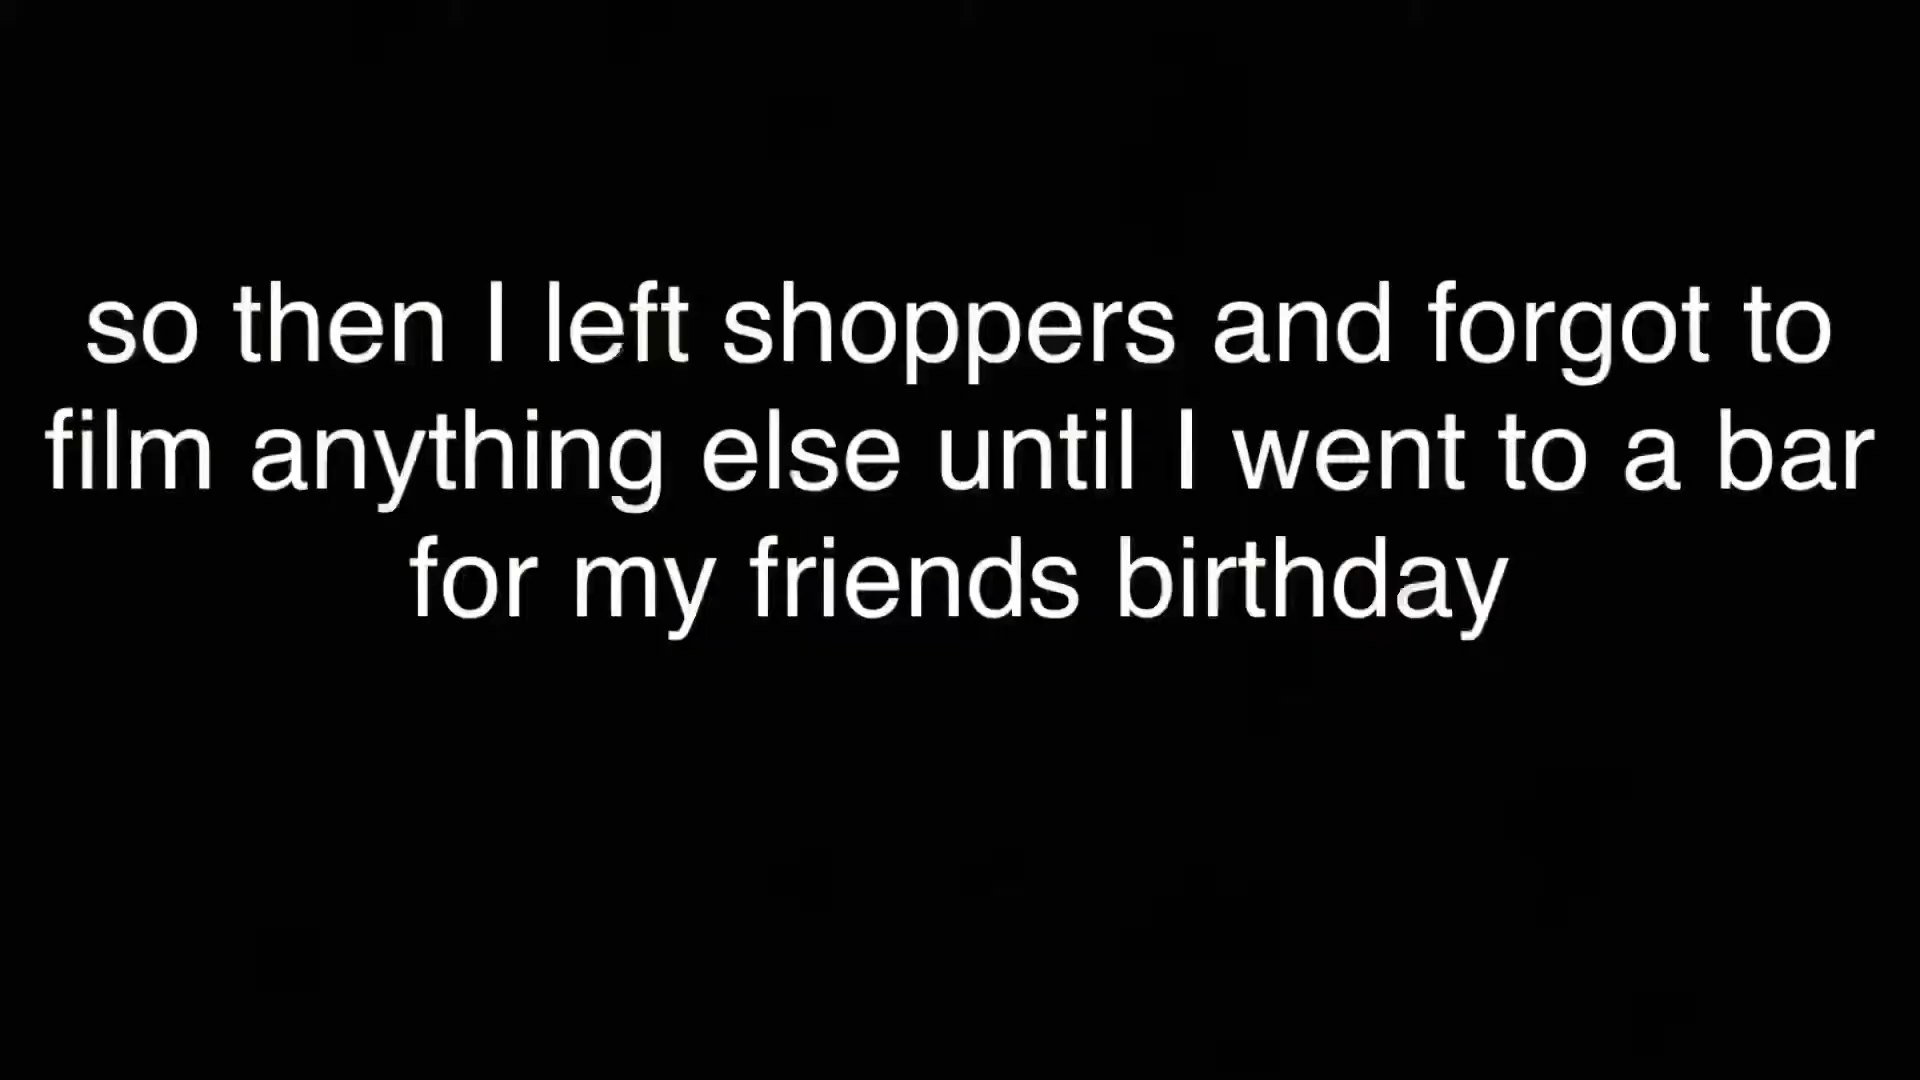 so then I left shoppers and forgot to
film anything else until I went to a bar
for my friends birthday